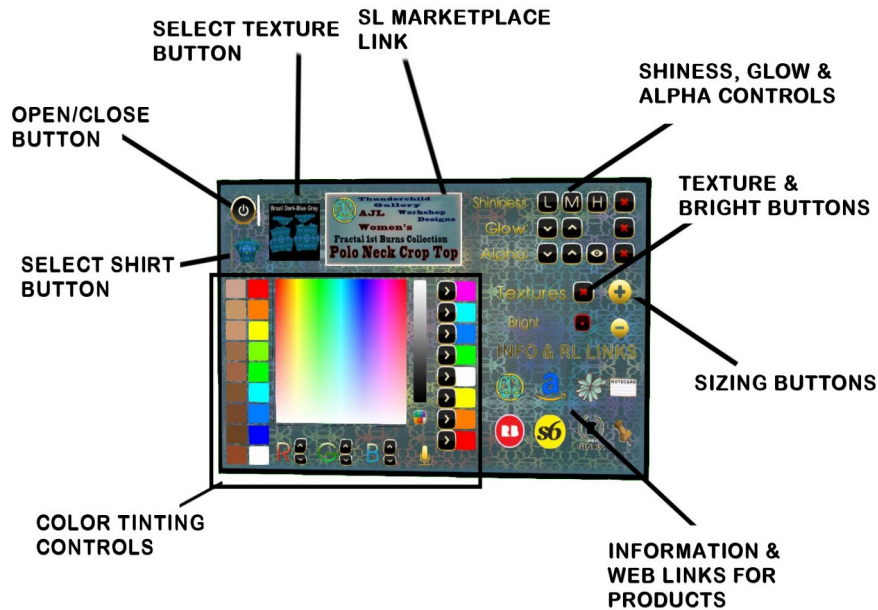 SELECT TEXTURE
BUTTON
SL MARKETPLACE
LINK
SHINESS, GLOW &
ALPHA CONTROLS
OPEN/CLOSE
BUTTON
TEXTURE &
BRIGHT BUTTONS
SELECT SHIRT
BUTTON
Brazil Dark-Blue Gray
Thunderchild
Gallery
AJL Workshop
Designs
Women's
Fractal 1st Burns Collection
Polo Neck Crop Top
Shininess: L M H
Glow:
Alpha:
Textures
Bright
INFO & RL LINKS
a
NOTECARD
RB s6
R G B
SIZING BUTTONS
COLOR TINTING
CONTROLS
INFORMATION &
WEB LINKS FOR
PRODUCTS